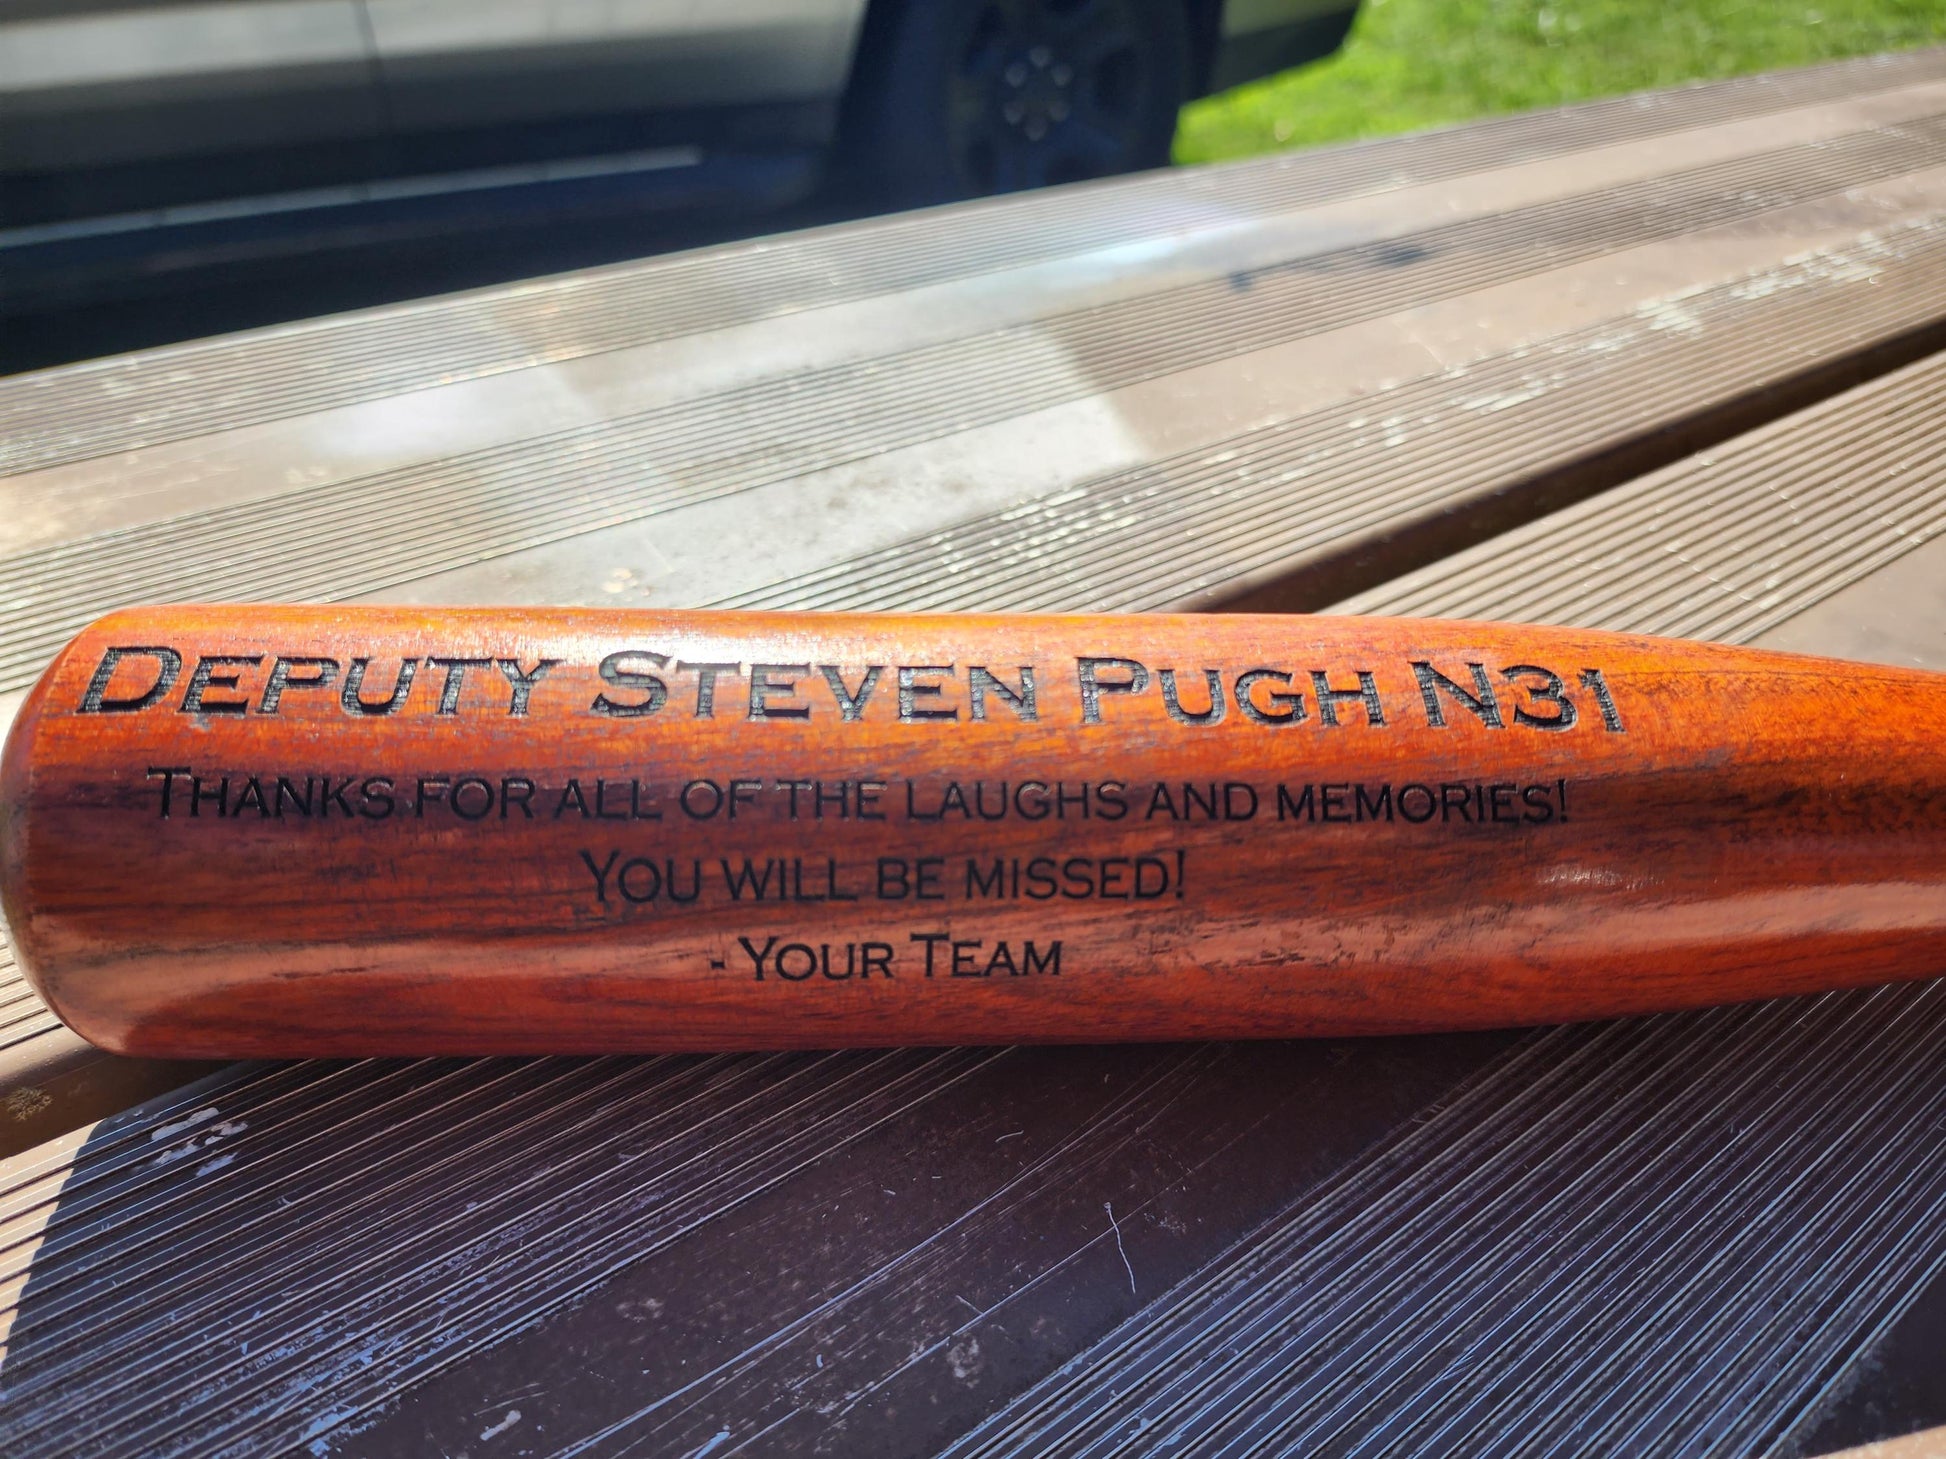 Deputy Steven Pugh N31
Thanks for all of the laughs and memories!
You will be missed!
- Your Team